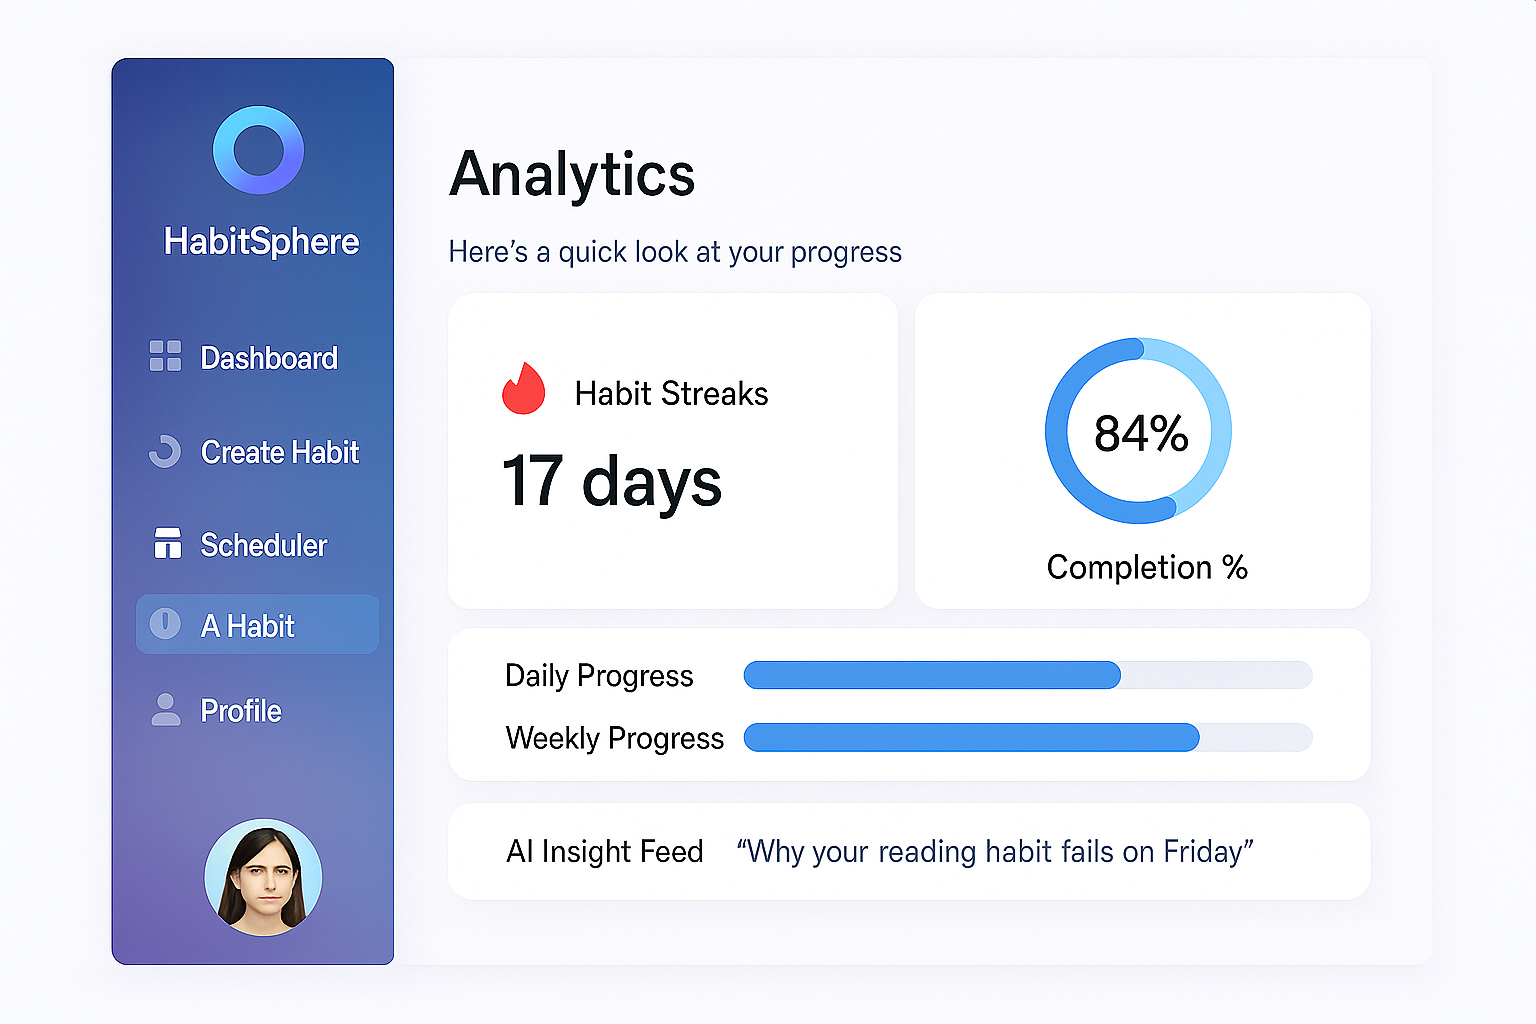 HabitSphere
Dashboard
Create Habit
Scheduler
A Habit
Profile
Analytics
Here’s a quick look at your progress
Habit Streaks
17 days
84%
Completion %
Daily Progress
Weekly Progress
AI Insight Feed “Why your reading habit fails on Friday”